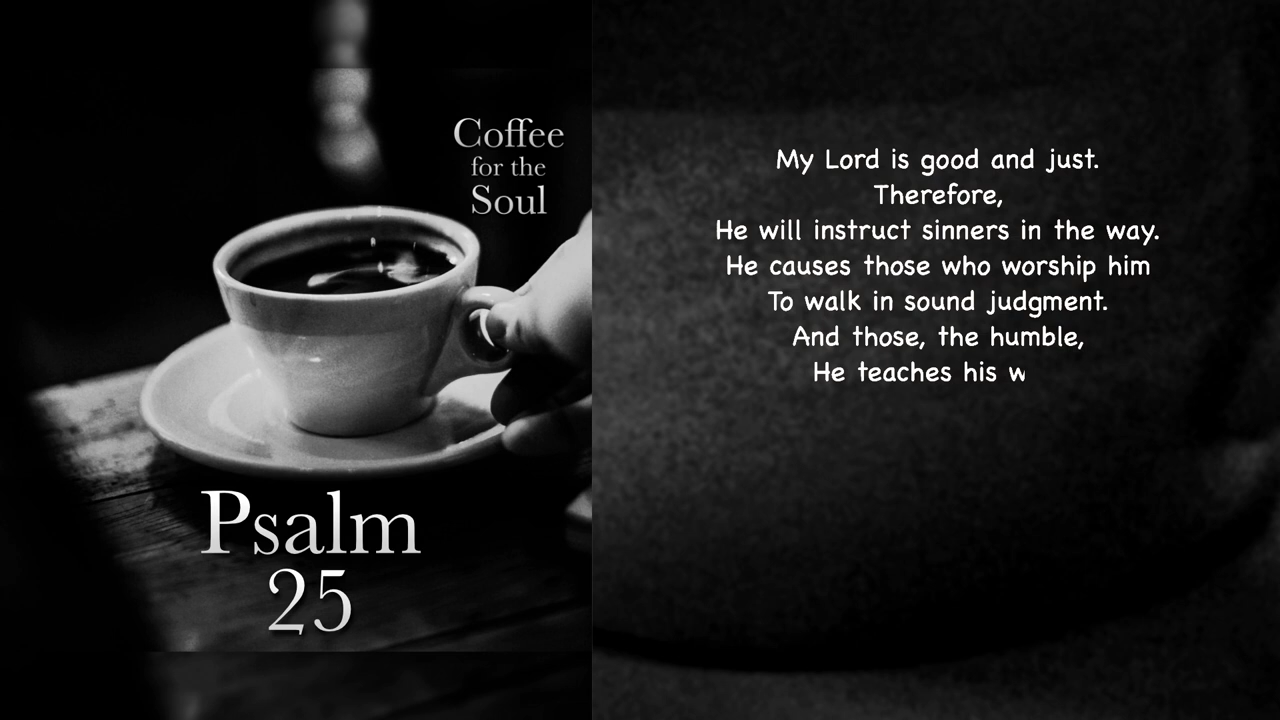 Coffee
for the
Soul
Psalm
25
My Lord is good and just.
Therefore,
He will instruct sinners in the way.
He causes those who worship him
To walk in sound judgment.
And those, the humble,
He teaches his w